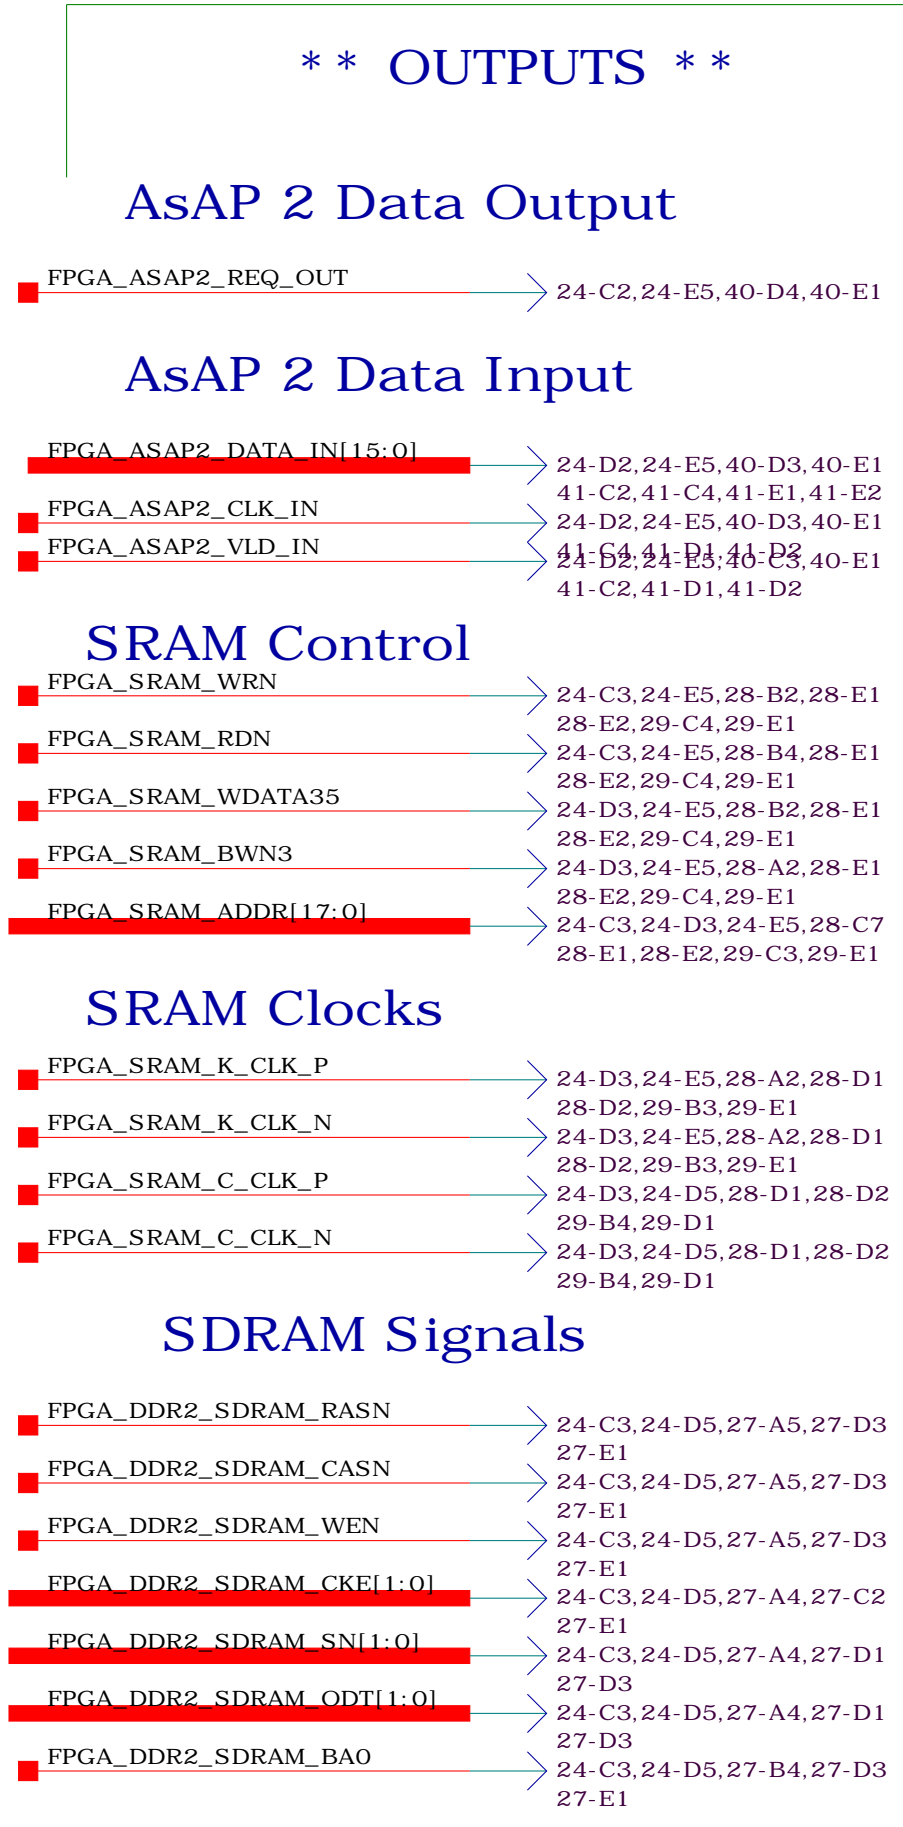 ** OUTPUTS **
AsAP 2 Data Output
FPGA_ASAP2_REQ_OUT
24-C2,24-E5,40-D4,40-E1
AsAP 2 Data Input
FPGA_ASAP2_DATA_IN[15:0]
24-D2,24-E5,40-D3,40-E1
41-C2,41-C4,41-E1,41-E2
FPGA_ASAP2_CLK_IN
24-D2,24-E5,40-D3,40-E1
41-C4,41-D1,41-D2
FPGA_ASAP2_VLD_IN
24-D2,24-E5,40-C3,40-E1
41-C2,41-D1,41-D2
SRAM Control
FPGA_SRAM_WRN
24-C3,24-E5,28-B2,28-E1
28-E2,29-C4,29-E1
FPGA_SRAM_RDN
24-C3,24-E5,28-B4,28-E1
28-E2,29-C4,29-E1
FPGA_SRAM_WDATA35
24-D3,24-E5,28-B2,28-E1
28-E2,29-C4,29-E1
FPGA_SRAM_BWN3
24-D3,24-E5,28-A2,28-E1
28-E2,29-C4,29-E1
FPGA_SRAM_ADDR[17:0]
24-C3,24-D3,24-E5,28-C7
28-E1,28-E2,29-C3,29-E1
SRAM Clocks
FPGA_SRAM_K_CLK_P
24-D3,24-E5,28-A2,28-D1
28-D2,29-B3,29-E1
FPGA_SRAM_K_CLK_N
24-D3,24-E5,28-A2,28-D1
28-D2,29-B3,29-E1
FPGA_SRAM_C_CLK_P
24-D3,24-D5,28-D1,28-D2
29-B4,29-D1
FPGA_SRAM_C_CLK_N
24-D3,24-D5,28-D1,28-D2
29-B4,29-D1
SDRAM Signals
FPGA_DDR2_SDRAM_RASN
24-C3,24-D5,27-A5,27-D3
27-E1
FPGA_DDR2_SDRAM_CASN
24-C3,24-D5,27-A5,27-D3
27-E1
FPGA_DDR2_SDRAM_WEN
24-C3,24-D5,27-A5,27-D3
27-E1
FPGA_DDR2_SDRAM_CKE[1:0]
24-C3,24-D5,27-A4,27-C2
27-E1
FPGA_DDR2_SDRAM_SN[1:0]
24-C3,24-D5,27-A4,27-D1
27-D3
FPGA_DDR2_SDRAM_ODT[1:0]
24-C3,24-D5,27-A4,27-D1
27-D3
FPGA_DDR2_SDRAM_BA0
24-C3,24-D5,27-B4,27-D3
27-E1